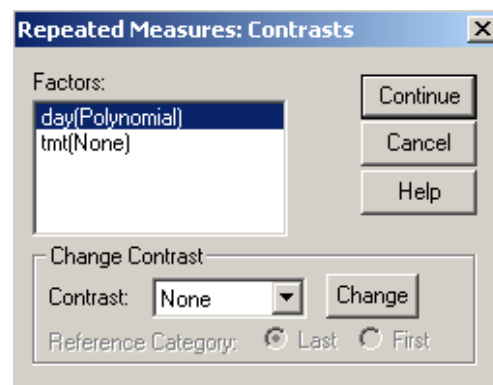 Repeated Measures: Contrasts
Factors:
day(Polynomial)
tmt(None)
Continue
Cancel
Help
Change Contrast
Contrast: None Change
Reference Category: Last First